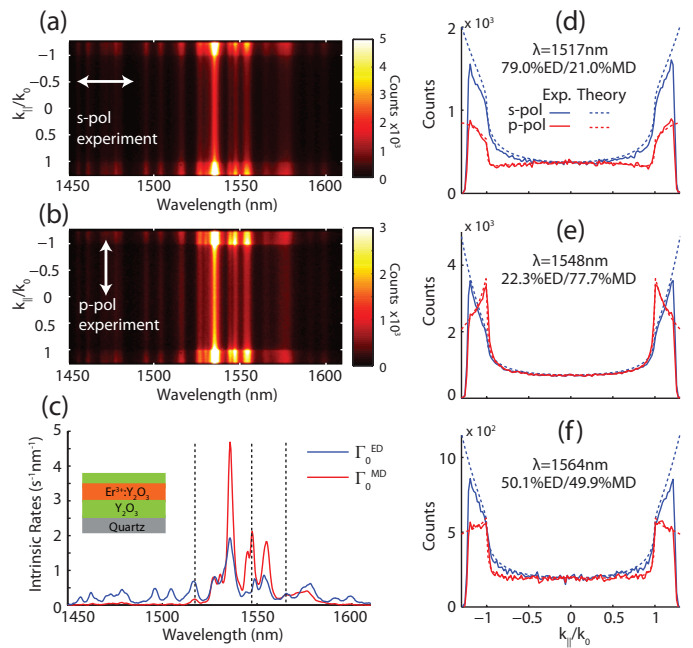 (a)
−1
−0.5
0
0.5
1
k||/k0
s-pol
experiment
1450 1500 1550 1600
Wavelength (nm)
5
4
3
2
1
0
Counts x10³
(b)
−1
−0.5
0
0.5
1
k||/k0
p-pol
experiment
1450 1500 1550 1600
Wavelength (nm)
3
2
1
0
Counts x10³
(c)
5
4
3
2
1
0
Intrinsic Rates (s⁻¹nm⁻¹)
Γ0ᴱᴰ
Γ0ᴹᴰ
Er³⁺:Y2O3
Y2O3
Quartz
1450 1500 1550 1600
Wavelength (nm)
(d)
x 10³
2
1
0
Counts
λ=1517nm
79.0%ED/21.0%MD
Exp. Theory
s-pol
p-pol
(e)
x 10³
4
2
0
Counts
λ=1548nm
22.3%ED/77.7%MD
(f)
x 10²
10
5
0
Counts
λ=1564nm
50.1%ED/49.9%MD
−1 −0.5 0 0.5 1
k||/k0